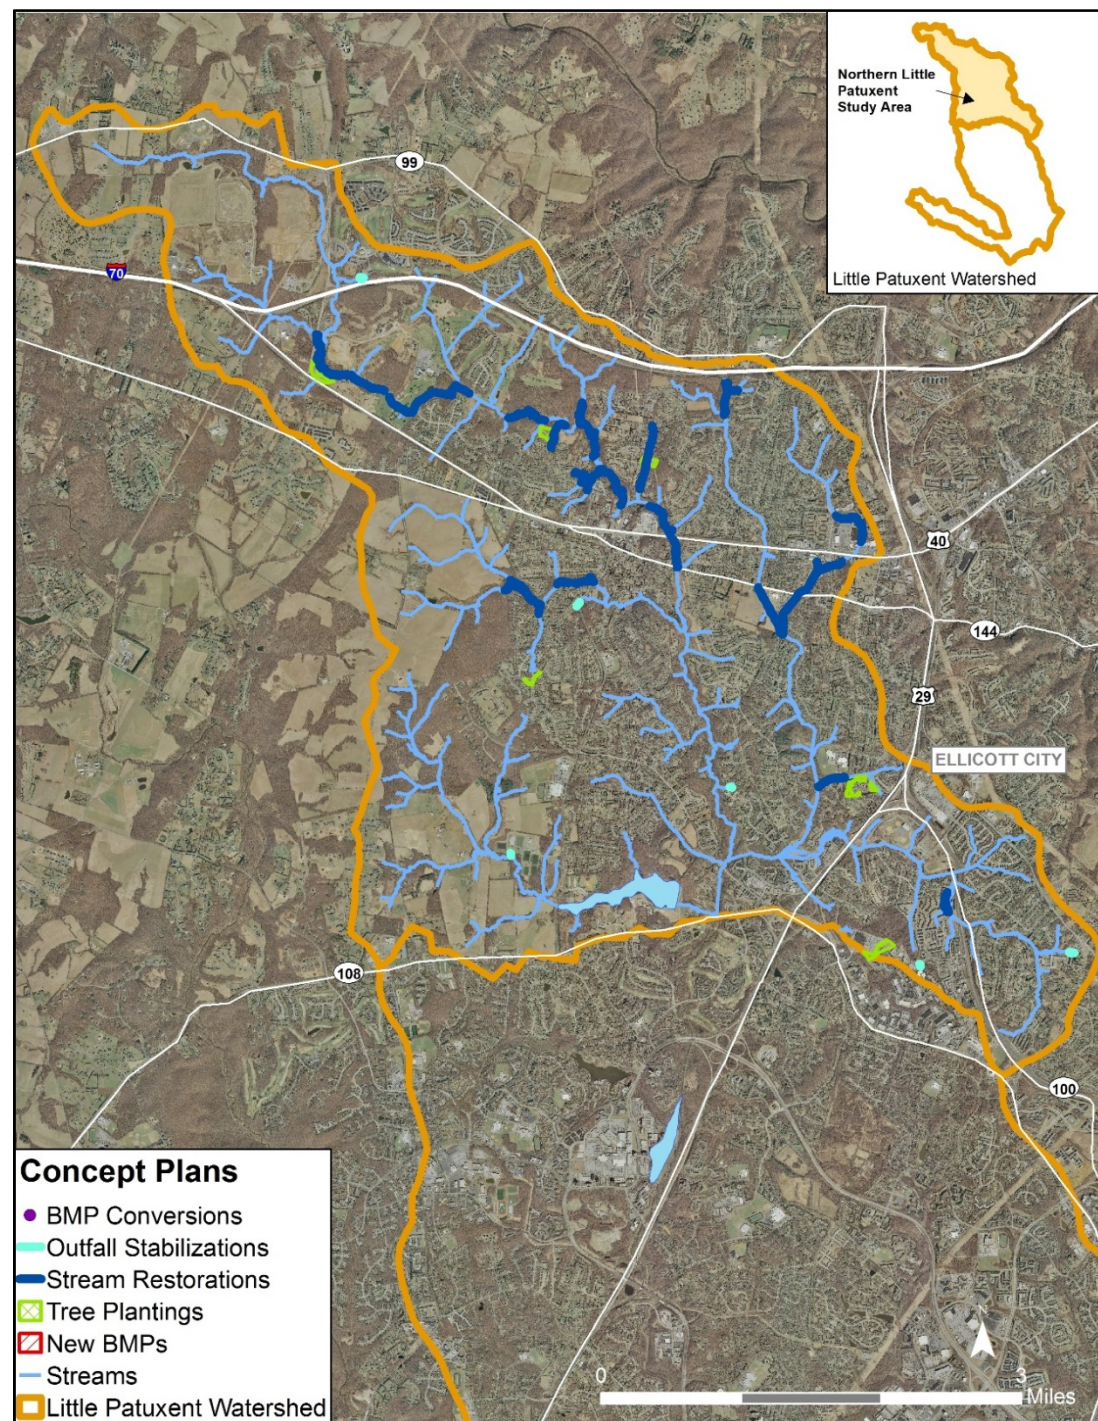 Northern Little
Patuxent
Study Area
Little Patuxent Watershed
99
70
40
144
29
ELLICOTT CITY
108
100
Concept Plans
BMP Conversions
Outfall Stabilizations
Stream Restorations
Tree Plantings
New BMPs
Streams
Little Patuxent Watershed
N
0 3
Miles